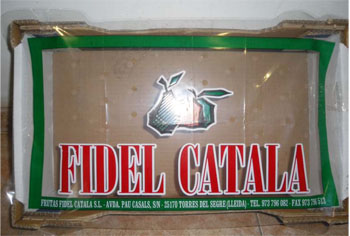 FIDEL CATALA
FRUTAS FIDEL CATALA S.L. - AVDA. PAU CASALS, S/N - 25170 TORRES DEL SEGRE (LLEIDA) - TEL. 973 796 082 - FAX 973 796